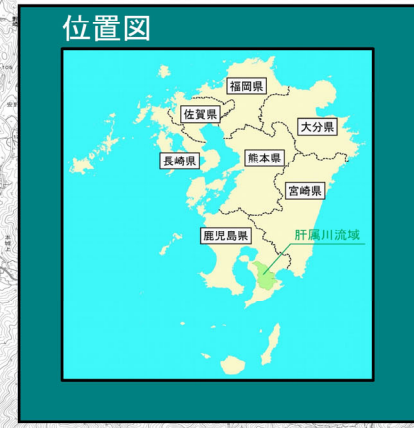 位置図
福岡県
佐賀県
大分県
長崎県
熊本県
宮崎県
鹿児島県
肝属川流域